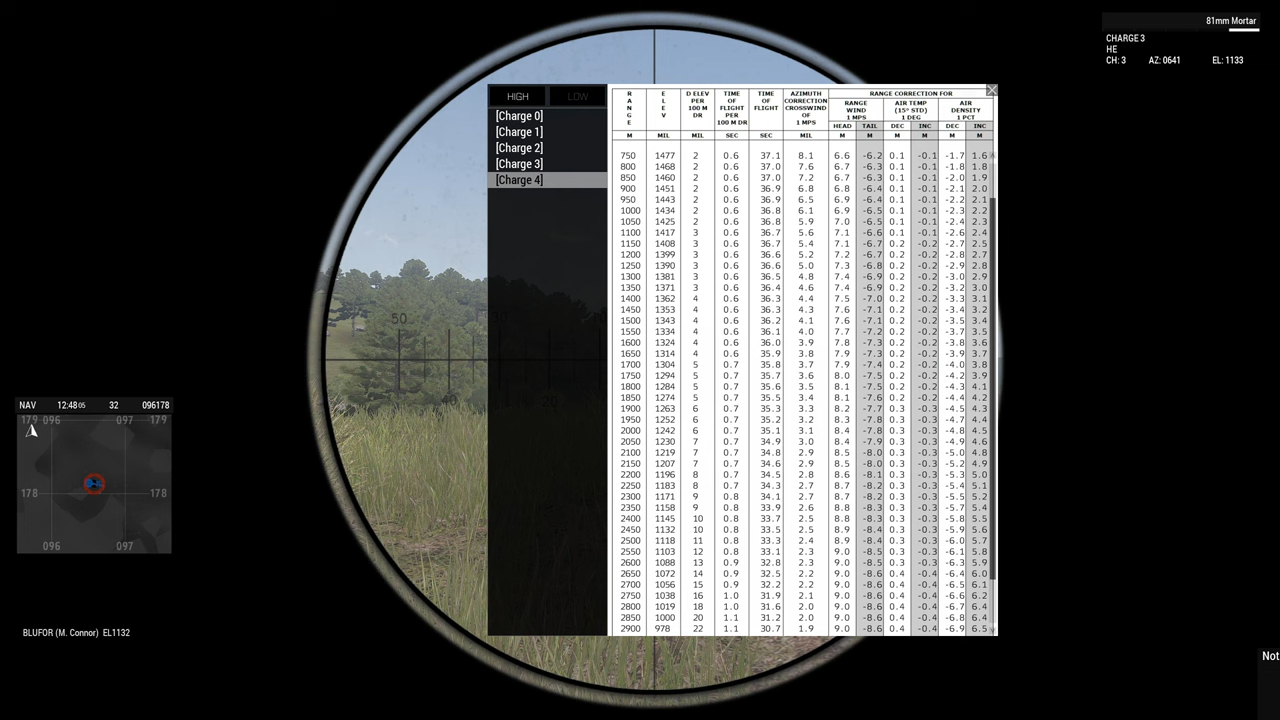 81mm Mortar
CHARGE 3
HE
CH: 3 AZ: 0641 EL: 1133
HIGH LOW
[Charge 0]
[Charge 1]
[Charge 2]
[Charge 3]
[Charge 4]
RANGE ELEV D ELEV PER 100 M DR TIME OF FLIGHT PER 100 M DR TIME OF FLIGHT AZIMUTH CORRECTION CROSSWIND OF 1 MPS RANGE CORRECTION FOR
RANGE WIND 1 MPS AIR TEMP (15° STD) 1 DEG AIR DENSITY 1 PCT
HEAD TAIL DEC INC DEC INC
M MIL MIL SEC SEC MIL M M M M M M
750 1477 2 0.6 37.1 8.1 6.6 -6.2 0.1 -0.1 -1.7 1.6
800 1468 2 0.6 37.0 7.6 6.7 -6.3 0.1 -0.1 -1.8 1.8
850 1460 2 0.6 37.0 7.2 6.7 -6.3 0.1 -0.1 -2.0 1.9
900 1451 2 0.6 36.9 6.8 6.8 -6.4 0.1 -0.1 -2.1 2.0
950 1443 2 0.6 36.9 6.5 6.9 -6.4 0.1 -0.1 -2.2 2.1
1000 1434 2 0.6 36.8 6.1 6.9 -6.5 0.1 -0.1 -2.3 2.2
1050 1425 2 0.6 36.8 5.9 7.0 -6.5 0.1 -0.1 -2.4 2.3
1100 1417 3 0.6 36.7 5.6 7.1 -6.6 0.1 -0.1 -2.6 2.4
1150 1408 3 0.6 36.7 5.4 7.1 -6.7 0.2 -0.2 -2.7 2.5
1200 1399 3 0.6 36.6 5.2 7.2 -6.7 0.2 -0.2 -2.8 2.7
1250 1390 3 0.6 36.6 5.0 7.3 -6.8 0.2 -0.2 -2.9 2.8
1300 1381 3 0.6 36.5 4.8 7.4 -6.9 0.2 -0.2 -3.0 2.9
1350 1371 3 0.6 36.4 4.6 7.4 -6.9 0.2 -0.2 -3.2 3.0
1400 1362 4 0.6 36.3 4.4 7.5 -7.0 0.2 -0.2 -3.3 3.1
1450 1353 4 0.6 36.3 4.3 7.6 -7.1 0.2 -0.2 -3.4 3.2
1500 1343 4 0.6 36.2 4.1 7.6 -7.1 0.2 -0.2 -3.5 3.4
1550 1334 4 0.6 36.1 4.0 7.7 -7.2 0.2 -0.2 -3.7 3.5
1600 1324 4 0.6 36.0 3.9 7.8 -7.3 0.2 -0.2 -3.8 3.6
1650 1314 4 0.6 35.9 3.8 7.9 -7.3 0.2 -0.2 -3.9 3.7
1700 1304 5 0.7 35.8 3.7 7.9 -7.4 0.2 -0.2 -4.0 3.8
1750 1294 5 0.7 35.7 3.6 8.0 -7.5 0.2 -0.2 -4.2 3.9
1800 1284 5 0.7 35.6 3.5 8.1 -7.5 0.2 -0.2 -4.3 4.1
1850 1274 5 0.7 35.5 3.4 8.1 -7.6 0.2 -0.2 -4.4 4.2
1900 1263 6 0.7 35.3 3.3 8.2 -7.7 0.3 -0.3 -4.5 4.3
1950 1252 6 0.7 35.2 3.2 8.3 -7.8 0.3 -0.3 -4.7 4.4
2000 1242 6 0.7 35.1 3.1 8.4 -7.8 0.3 -0.3 -4.8 4.5
2050 1230 7 0.7 34.9 3.0 8.4 -7.9 0.3 -0.3 -4.9 4.6
2100 1219 7 0.7 34.8 2.9 8.5 -8.0 0.3 -0.3 -5.0 4.8
2150 1207 7 0.7 34.6 2.9 8.5 -8.0 0.3 -0.3 -5.2 4.9
2200 1196 8 0.7 34.5 2.8 8.6 -8.1 0.3 -0.3 -5.3 5.0
2250 1183 8 0.7 34.3 2.7 8.7 -8.2 0.3 -0.3 -5.4 5.1
2300 1171 9 0.8 34.1 2.7 8.7 -8.2 0.3 -0.3 -5.5 5.2
2350 1158 9 0.8 33.9 2.6 8.8 -8.3 0.3 -0.3 -5.7 5.4
2400 1145 10 0.8 33.7 2.5 8.8 -8.3 0.3 -0.3 -5.8 5.5
2450 1132 10 0.8 33.5 2.5 8.9 -8.4 0.3 -0.3 -5.9 5.6
2500 1118 11 0.8 33.3 2.4 8.9 -8.4 0.3 -0.3 -6.0 5.7
2550 1103 12 0.8 33.1 2.3 9.0 -8.5 0.3 -0.3 -6.1 5.8
2600 1088 13 0.9 32.8 2.3 9.0 -8.5 0.3 -0.3 -6.3 5.9
2650 1072 14 0.9 32.5 2.2 9.0 -8.6 0.4 -0.4 -6.4 6.0
2700 1056 15 0.9 32.2 2.2 9.0 -8.6 0.4 -0.4 -6.5 6.1
2750 1038 16 1.0 31.9 2.1 9.0 -8.6 0.4 -0.4 -6.6 6.2
2800 1019 18 1.0 31.6 2.0 9.0 -8.6 0.4 -0.4 -6.7 6.4
2850 1000 20 1.1 31.2 2.0 9.0 -8.6 0.4 -0.4 -6.8 6.4
2900 978 22 1.1 30.7 1.9 9.0 -8.6 0.4 -0.4 -6.9 6.5
50
NAV 12:48 05 32 096178
179 096 097 179
178 178
096 097
BLUFOR (M. Connor) EL1132
Not